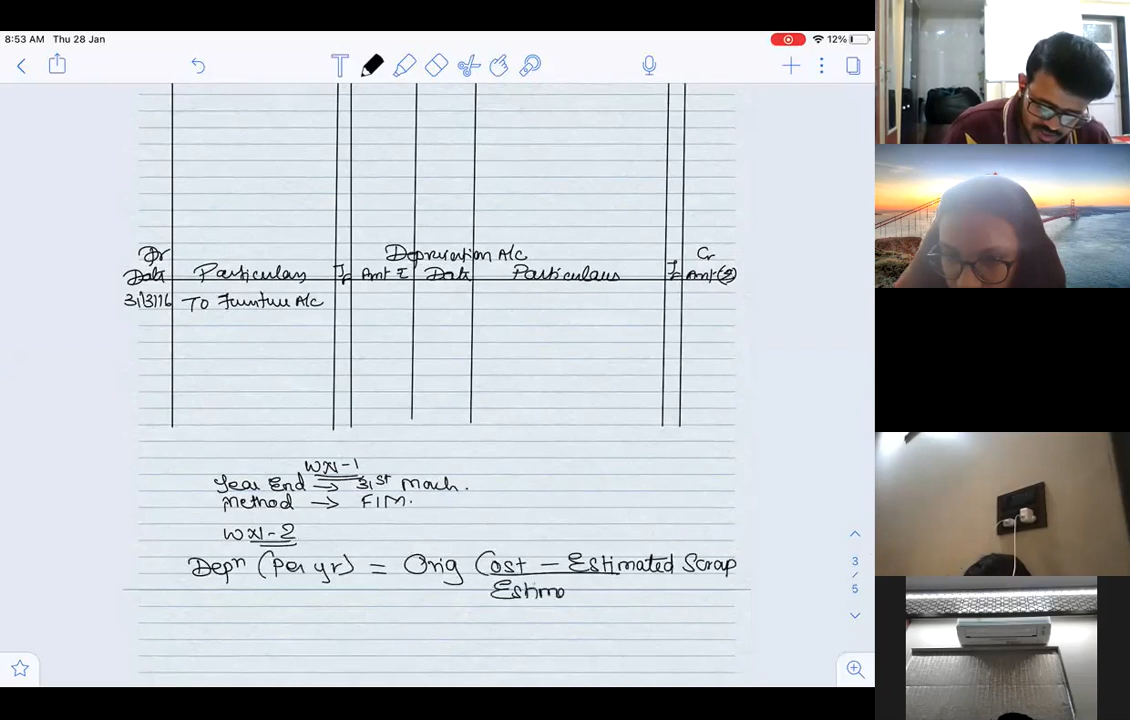 8:53 AM Thu 28 Jan
12%
T
Depreciation A/c
Dr Cr
Date Particulars J.F Amt ₹ Date Particulars J.F Amt (₹)
31/3/16 To Furniture A/c
WN-1
Year End → 31st March.
Method → FIM.
WN-2
Depn (Per yr) = Orig Cost – Estimated Scrap
Estima
3
/
5